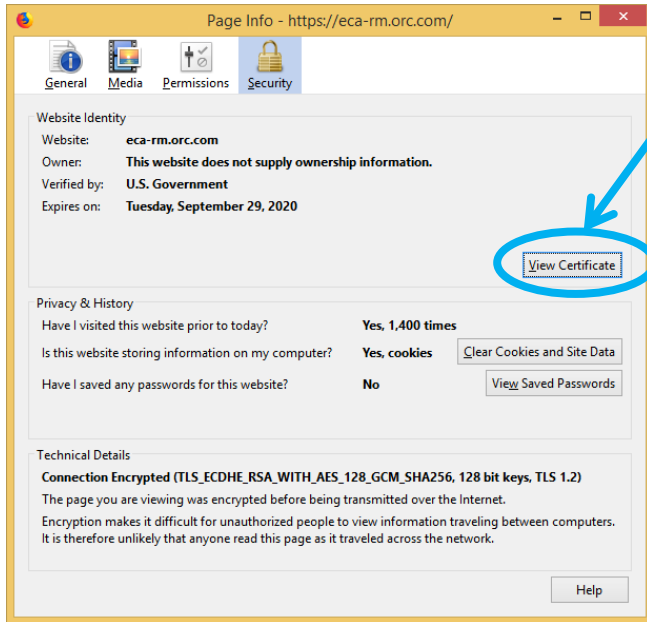 Page Info - https://eca-rm.orc.com/
General Media Permissions Security
Website Identity
Website: eca-rm.orc.com
Owner: This website does not supply ownership information.
Verified by: U.S. Government
Expires on: Tuesday, September 29, 2020
View Certificate
Privacy & History
Have I visited this website prior to today? Yes, 1,400 times
Is this website storing information on my computer? Yes, cookies Clear Cookies and Site Data
Have I saved any passwords for this website? No View Saved Passwords
Technical Details
Connection Encrypted (TLS_ECDHE_RSA_WITH_AES_128_GCM_SHA256, 128 bit keys, TLS 1.2)
The page you are viewing was encrypted before being transmitted over the Internet.
Encryption makes it difficult for unauthorized people to view information traveling between computers.
It is therefore unlikely that anyone read this page as it traveled across the network.
Help